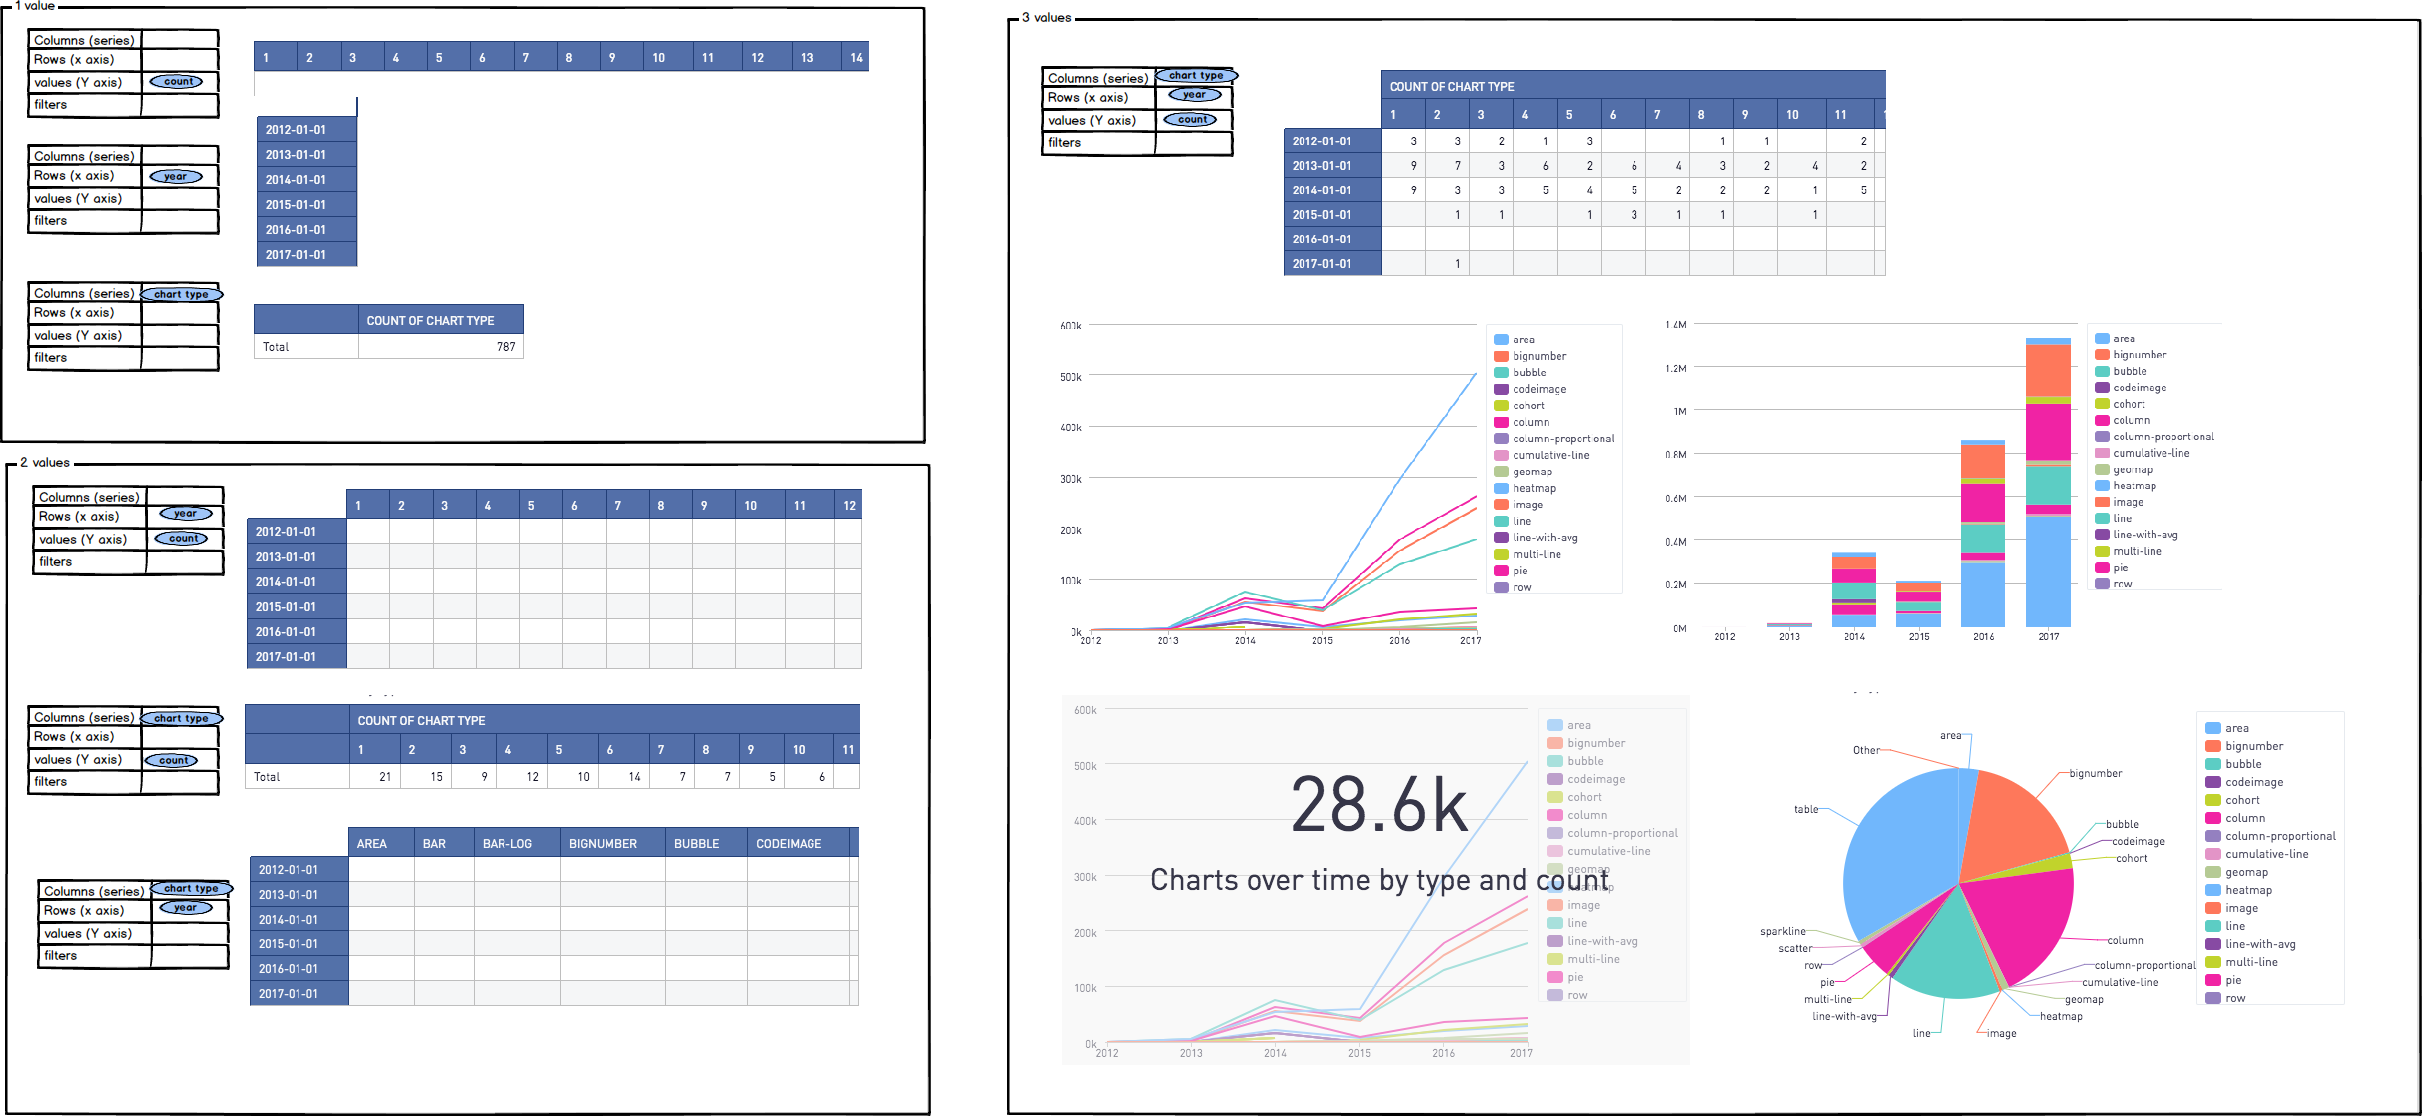 1 value
Columns (series)
Rows (x axis)
values (Y axis) count
filters
1 2 3 4 5 6 7 8 9 10 11 12 13 14
2012-01-01
2013-01-01
2014-01-01
2015-01-01
2016-01-01
2017-01-01
Columns (series)
Rows (x axis) year
values (Y axis)
filters
Columns (series) chart type
Rows (x axis)
values (Y axis)
filters
COUNT OF CHART TYPE
Total 787
2 values
Columns (series)
Rows (x axis) year
values (Y axis) count
filters
1 2 3 4 5 6 7 8 9 10 11 12
2012-01-01
2013-01-01
2014-01-01
2015-01-01
2016-01-01
2017-01-01
Columns (series) chart type
Rows (x axis)
values (Y axis) count
filters
COUNT OF CHART TYPE
1 2 3 4 5 6 7 8 9 10 11
Total 21 15 9 12 10 14 7 7 5 6
Columns (series) chart type
Rows (x axis) year
values (Y axis)
filters
AREA BAR BAR-LOG BIGNUMBER BUBBLE CODEIMAGE
2012-01-01
2013-01-01
2014-01-01
2015-01-01
2016-01-01
2017-01-01
3 values
Columns (series) chart type
Rows (x axis) year
values (Y axis) count
filters
COUNT OF CHART TYPE
1 2 3 4 5 6 7 8 9 10 11
2012-01-01 3 3 2 1 3 1 1 2
2013-01-01 9 7 3 6 2 6 4 3 2 4 2
2014-01-01 9 3 3 5 4 5 2 2 2 1 5
2015-01-01 1 1 1 3 1 1 1
2016-01-01
2017-01-01 1
600k
500k
400k
300k
200k
100k
0k
2012 2013 2014 2015 2016 2017
area
bignumber
bubble
codeimage
cohort
column
column-proportional
cumulative-line
geomap
heatmap
image
line
line-with-avg
multi-line
pie
row
1.4M
1.2M
1M
0.8M
0.6M
0.4M
0.2M
0M
2012 2013 2014 2015 2016 2017
area
bignumber
bubble
codeimage
cohort
column
column-proportional
cumulative-line
geomap
heatmap
image
line
line-with-avg
multi-line
pie
row
600k
500k
400k
300k
200k
100k
0k
2012 2013 2014 2015 2016 2017
28.6k
Charts over time by type and count
area
bignumber
bubble
codeimage
cohort
column
column-proportional
cumulative-line
geomap
heatmap
image
line
line-with-avg
multi-line
pie
row
area
Other
bignumber
table
bubble
codeimage
cohort
sparkline
scatter
row
pie
multi-line
line-with-avg
line
column
column-proportional
cumulative-line
geomap
heatmap
image
area
bignumber
bubble
codeimage
cohort
column
column-proportional
cumulative-line
geomap
heatmap
image
line
line-with-avg
multi-line
pie
row